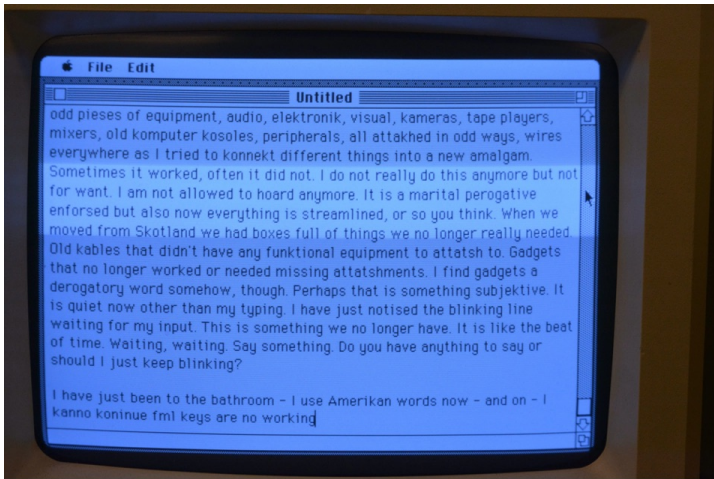 File Edit
Untitled
odd pieses of equipment, audio, elektronik, visual, kameras, tape players,
mixers, old komputer kosoles, peripherals, all attakhed in odd ways, wires
everywhere as I tried to konnekt different things into a new amalgam.
Sometimes it worked, often it did not. I do not really do this anymore but not
for want. I am not allowed to hoard anymore. It is a marital perogative
enforsed but also now everything is streamlined, or so you think. When we
moved from Skotland we had boxes full of things we no longer really needed.
Old kables that didn't have any funktional equipment to attatsh to. Gadgets
that no longer worked or needed missing attatshments. I find gadgets a
derogatory word somehow, though. Perhaps that is something subjektive. It
is quiet now other than my typing. I have just notised the blinking line
waiting for my input. This is something we no longer have. It is like the beat
of time. Waiting, waiting. Say something. Do you have anything to say or
should I just keep blinking?
I have just been to the bathroom - I use Amerikan words now - and on - I
kanno koninue fml keys are no working